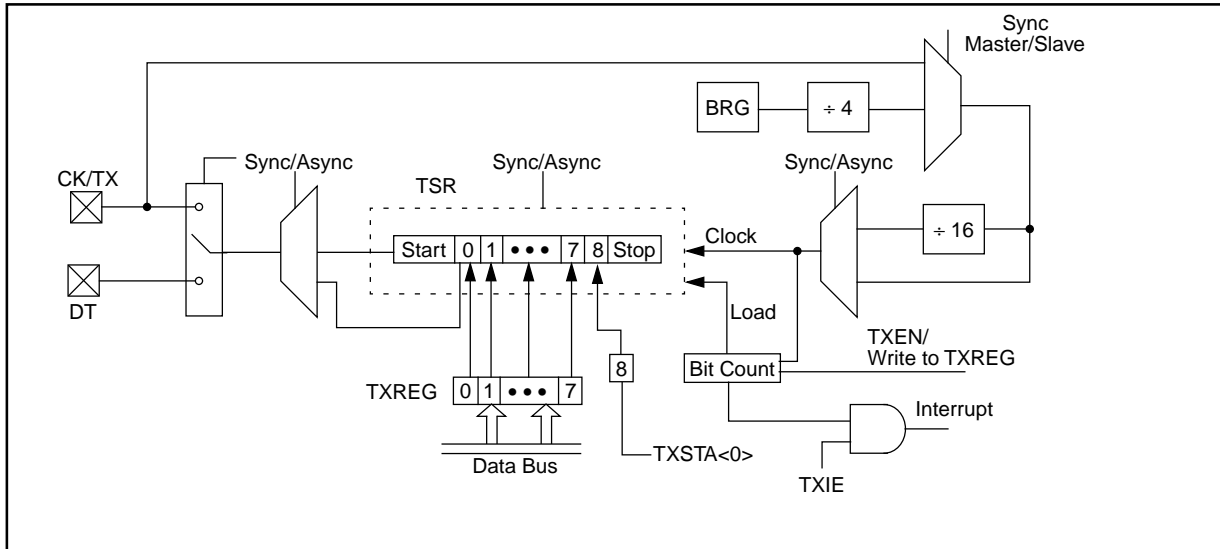 Sync
Master/Slave
BRG
÷ 4
Sync/Async
Sync/Async
Sync/Async
CK/TX
TSR
÷ 16
Start 0 1 ••• 7 8 Stop
Clock
DT
Load
TXEN/
Write to TXREG
8
Bit Count
TXREG 0 1 ••• 7
Interrupt
Data Bus
TXSTA<0>
TXIE